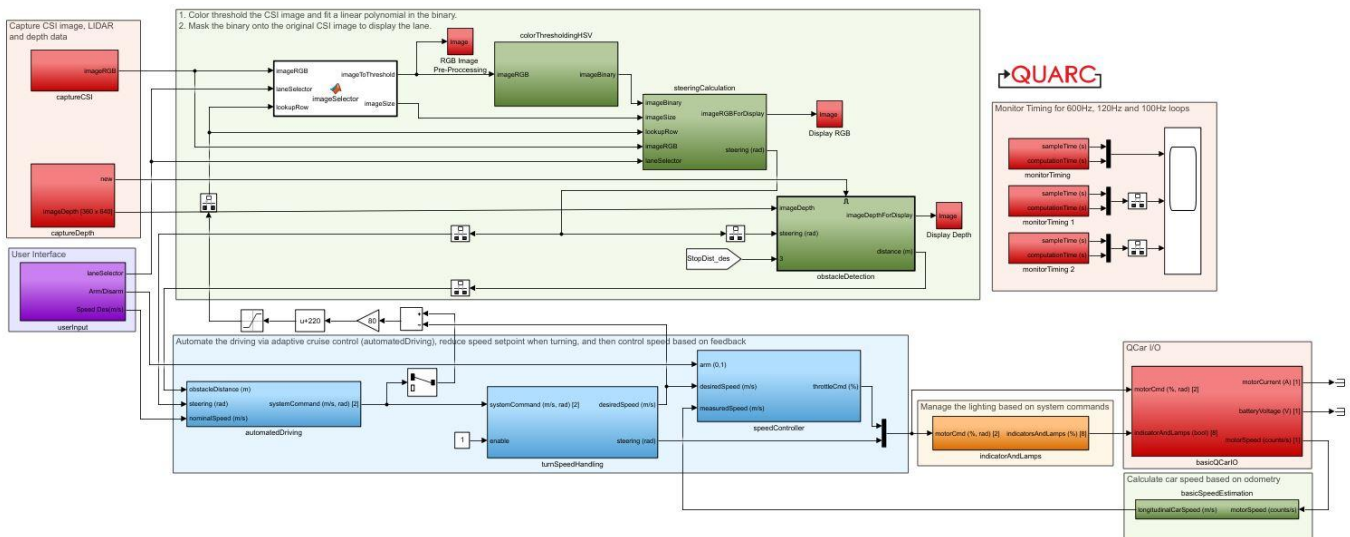 Capture CSI image, LIDAR
and depth data
imageRGB
captureCSI
new
imageDepth [360 x 640]
captureDepth
User Interface
laneSelector
Arm/Disarm
Speed Des(m/s)
userInput
1. Color threshold the CSI image and fit a linear polynomial in the binary.
2. Mask the binary onto the original CSI image to display the lane.
imageRGB
laneSelector
lookupRow
imageToThreshold
imageSize
imageSelector
Image
RGB Image
Pre-Proccessing
colorThresholdingHSV
imageRGB
imageBinary
steeringCalculation
imageBinary
imageSize
lookupRow
imageRGB
laneSelector
imageRGBForDisplay
steering (rad)
Image
Display RGB
imageDepth
steering (rad)
3
imageDepthForDisplay
distance (m)
obstacleDetection
StopDist_des
Image
Display Depth
u+220
80
+
−
Automate the driving via adaptive cruise control (automatedDriving), reduce speed setpoint when turning, and then control speed based on feedback
obstacleDistance (m)
steering (rad)
nominalSpeed (m/s)
systemCommand (m/s, rad) [2]
automatedDriving
1
systemCommand (m/s, rad) [2]
enable
desiredSpeed (m/s)
steering (rad)
turnSpeedHandling
arm (0,1)
desiredSpeed (m/s)
measuredSpeed (m/s)
throttleCmd (%)
speedController
Manage the lighting based on system commands
motorCmd (%, rad) [2]
indicatorsAndLamps (%) [8]
indicatorAndLamps
QUARC
Monitor Timing for 600Hz, 120Hz and 100Hz loops
sampleTime (s)
computationTime (s)
monitorTiming
sampleTime (s)
computationTime (s)
monitorTiming 1
sampleTime (s)
computationTime (s)
monitorTiming 2
QCar I/O
motorCmd (%, rad) [2]
indicatorAndLamps (bool) [8]
motorCurrent (A) [1]
batteryVoltage (V) [1]
motorSpeed (counts/s) [1]
basicQCarIO
Calculate car speed based on odometry
basicSpeedEstimation
longitudinalCarSpeed (m/s)
motorSpeed (counts/s)